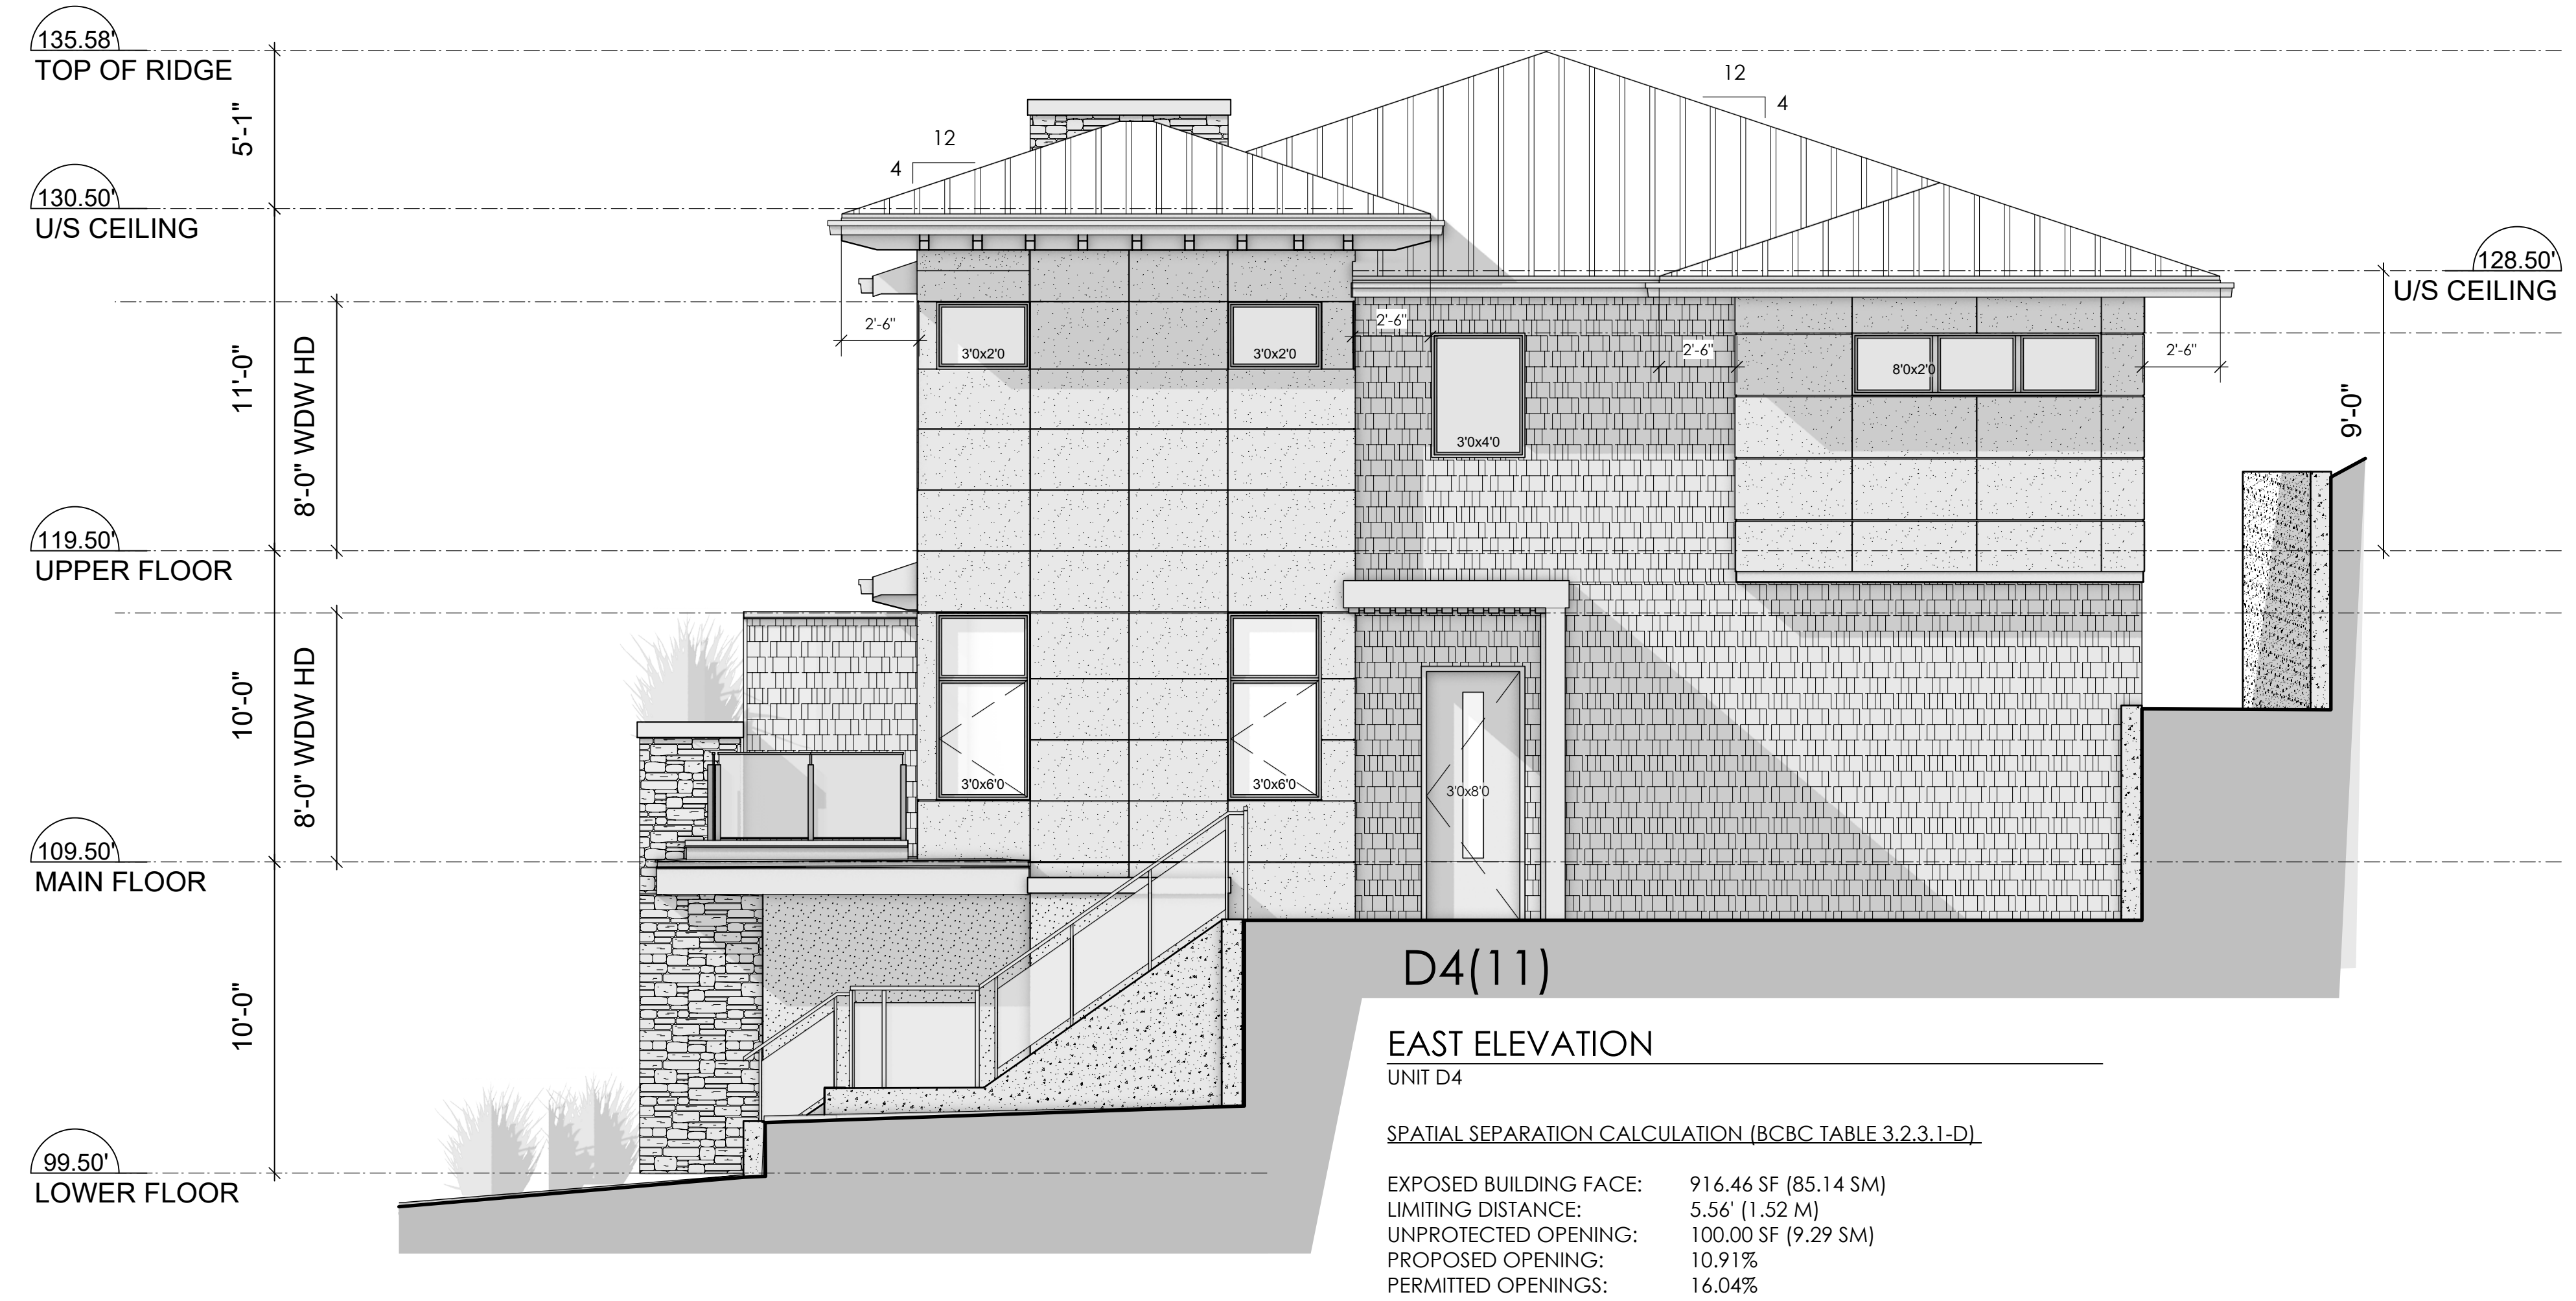 135.58'
TOP OF RIDGE
5'-1"
130.50'
U/S CEILING
11'-0"
8'-0" WDW HD
119.50'
UPPER FLOOR
10'-0"
8'-0" WDW HD
109.50'
MAIN FLOOR
10'-0"
99.50'
LOWER FLOOR
12
4
12
4
128.50'
U/S CEILING
9'-0"
2'-6"
2'-6"
2'-6"
2'-6"
3'0x2'0
3'0x2'0
3'0x4'0
8'0x2'0
3'0x6'0
3'0x6'0
3'0x8'0
D4(11)
EAST ELEVATION
UNIT D4
SPATIAL SEPARATION CALCULATION (BCBC TABLE 3.2.3.1-D)
EXPOSED BUILDING FACE: 916.46 SF (85.14 SM)
LIMITING DISTANCE: 5.56' (1.52 M)
UNPROTECTED OPENING: 100.00 SF (9.29 SM)
PROPOSED OPENING: 10.91%
PERMITTED OPENINGS: 16.04%